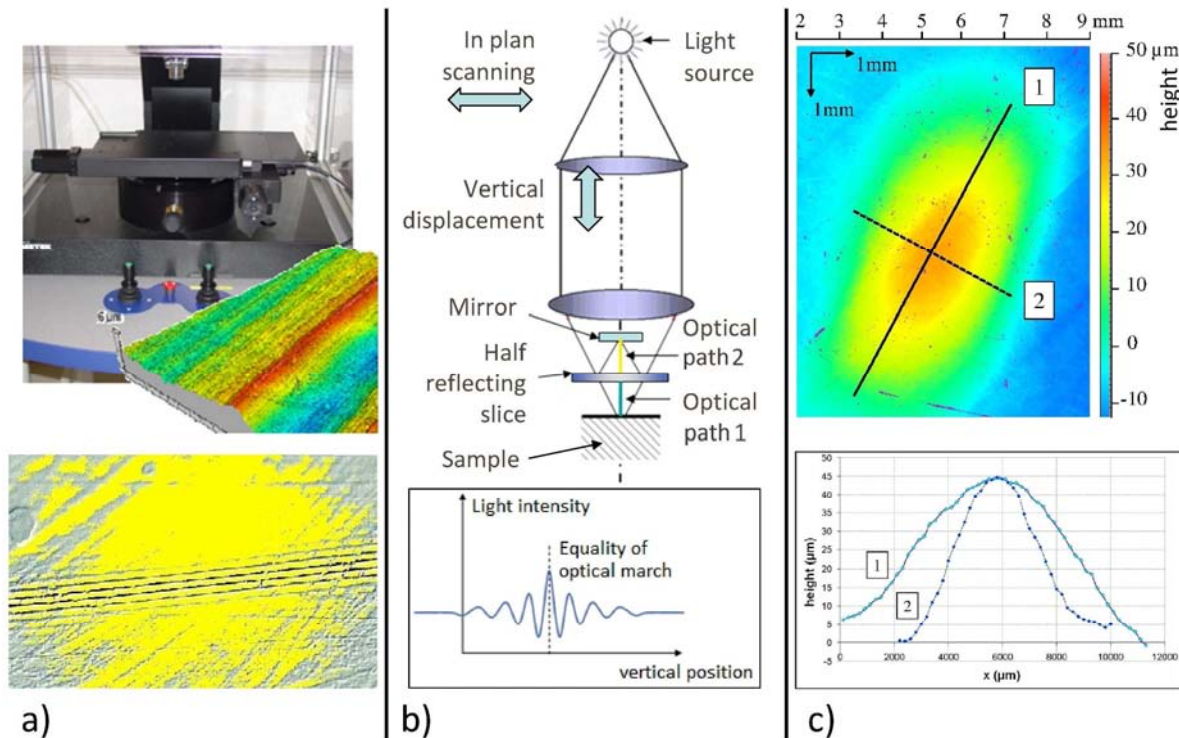 6 µm
a)
In plan
scanning
Light
source
Vertical
displacement
Mirror
Optical
path 2
Half
reflecting
slice
Optical
path 1
Sample
Light intensity
Equality of
optical march
vertical position
b)
2 3 4 5 6 7 8 9 mm
1mm
1mm
1
2
50 µm
40
30
20
10
0
-10
height
50
45
40
35
30
25
20
15
10
5
0
-5
height (µm)
1
2
0 2000 4000 6000 8000 10000 12000
x (µm)
c)